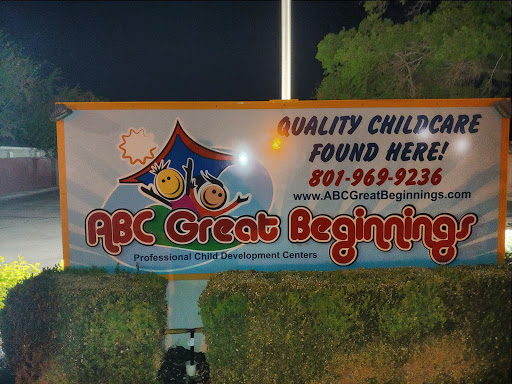 QUALITY CHILDCARE
FOUND HERE!
801-969-9236
www.ABCGreatBeginnings.com
ABC Great Beginnings
Professional Child Development Centers